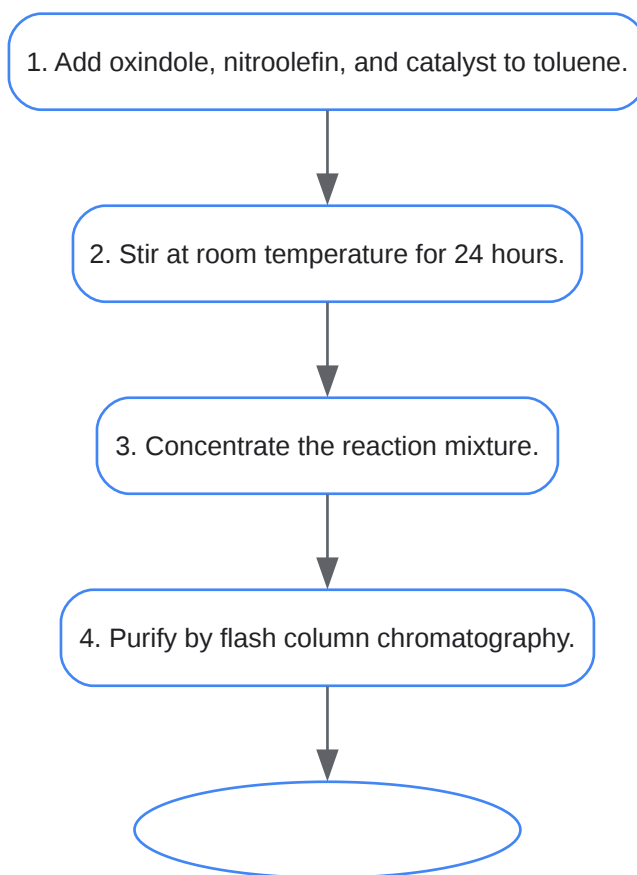 1. Add oxindole, nitroolefin, and catalyst to toluene.
2. Stir at room temperature for 24 hours.
3. Concentrate the reaction mixture.
4. Purify by flash column chromatography.